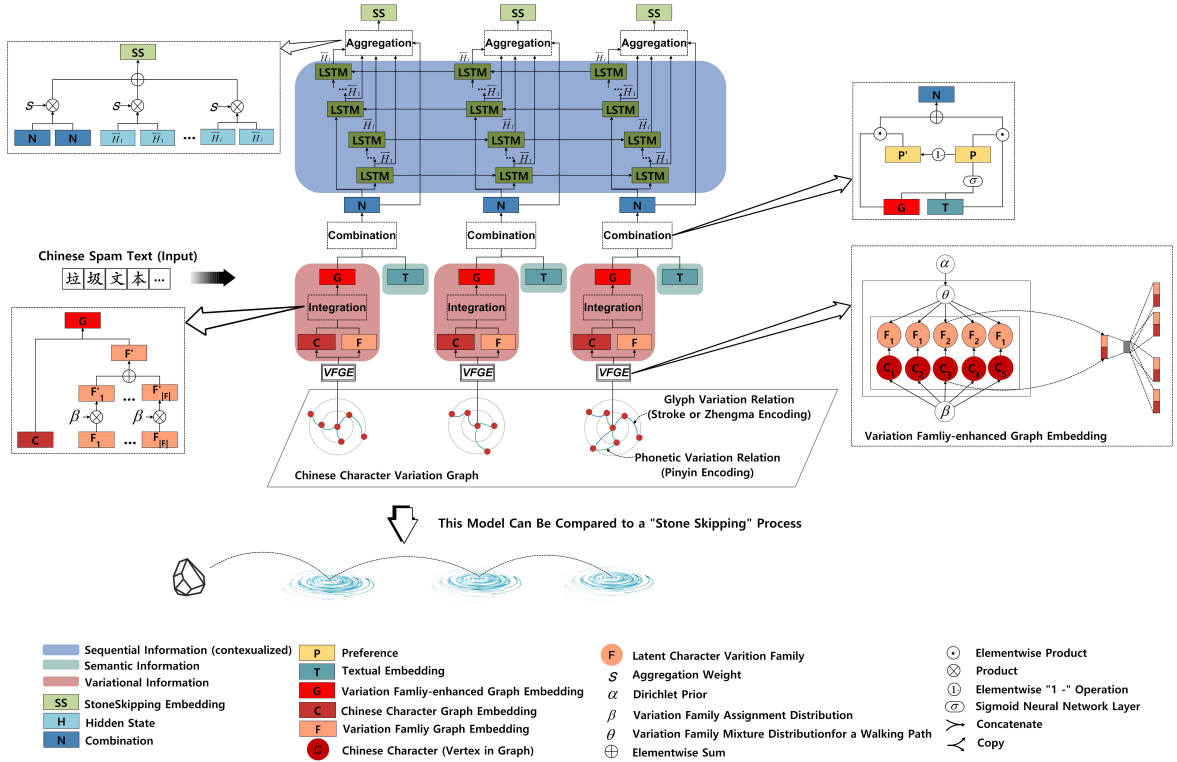 SS SS SS
Aggregation Aggregation Aggregation
SS
S S S
N N H̅₁ H̅₁ ... H̅ᵢ H̅ᵢ
LSTM LSTM LSTM
LSTM LSTM LSTM
LSTM LSTM LSTM
LSTM LSTM LSTM
N N N
Combination Combination Combination
N
P' 1 P
σ
G T
Chinese Spam Text (Input)
垃 圾 文 本 ...
G T G T G T
Integration Integration Integration
C F C F C F
VFGE VFGE VFGE
G
F'
F'1 ... F'|F|
β β
C F1 ... F|F|
α
θ
F1 F1 F2 F2 F1
C1 C2 C3 C4 C5
β
Variation Famliy-enhanced Graph Embedding
Glyph Variation Relation
(Stroke or Zhengma Encoding)
Phonetic Variation Relation
(Pinyin Encoding)
Chinese Character Variation Graph
This Model Can Be Compared to a "Stone Skipping" Process
Sequential Information (contexualized)
Semantic Information
Variational Information
SS StoneSkipping Embedding
H Hidden State
N Combination
P Preference
T Textual Embedding
G Variation Famliy-enhanced Graph Embedding
C Chinese Character Graph Embedding
F Variation Famliy Graph Embedding
C Chinese Character (Vertex in Graph)
F Latent Character Varition Family
S Aggregation Weight
α Dirichlet Prior
β Variation Family Assignment Distribution
θ Variation Family Mixture Distributionfor a Walking Path
Elementwise Sum
Elementwise Product
Product
1 Elementwise "1 -" Operation
σ Sigmoid Neural Network Layer
Concatenate
Copy